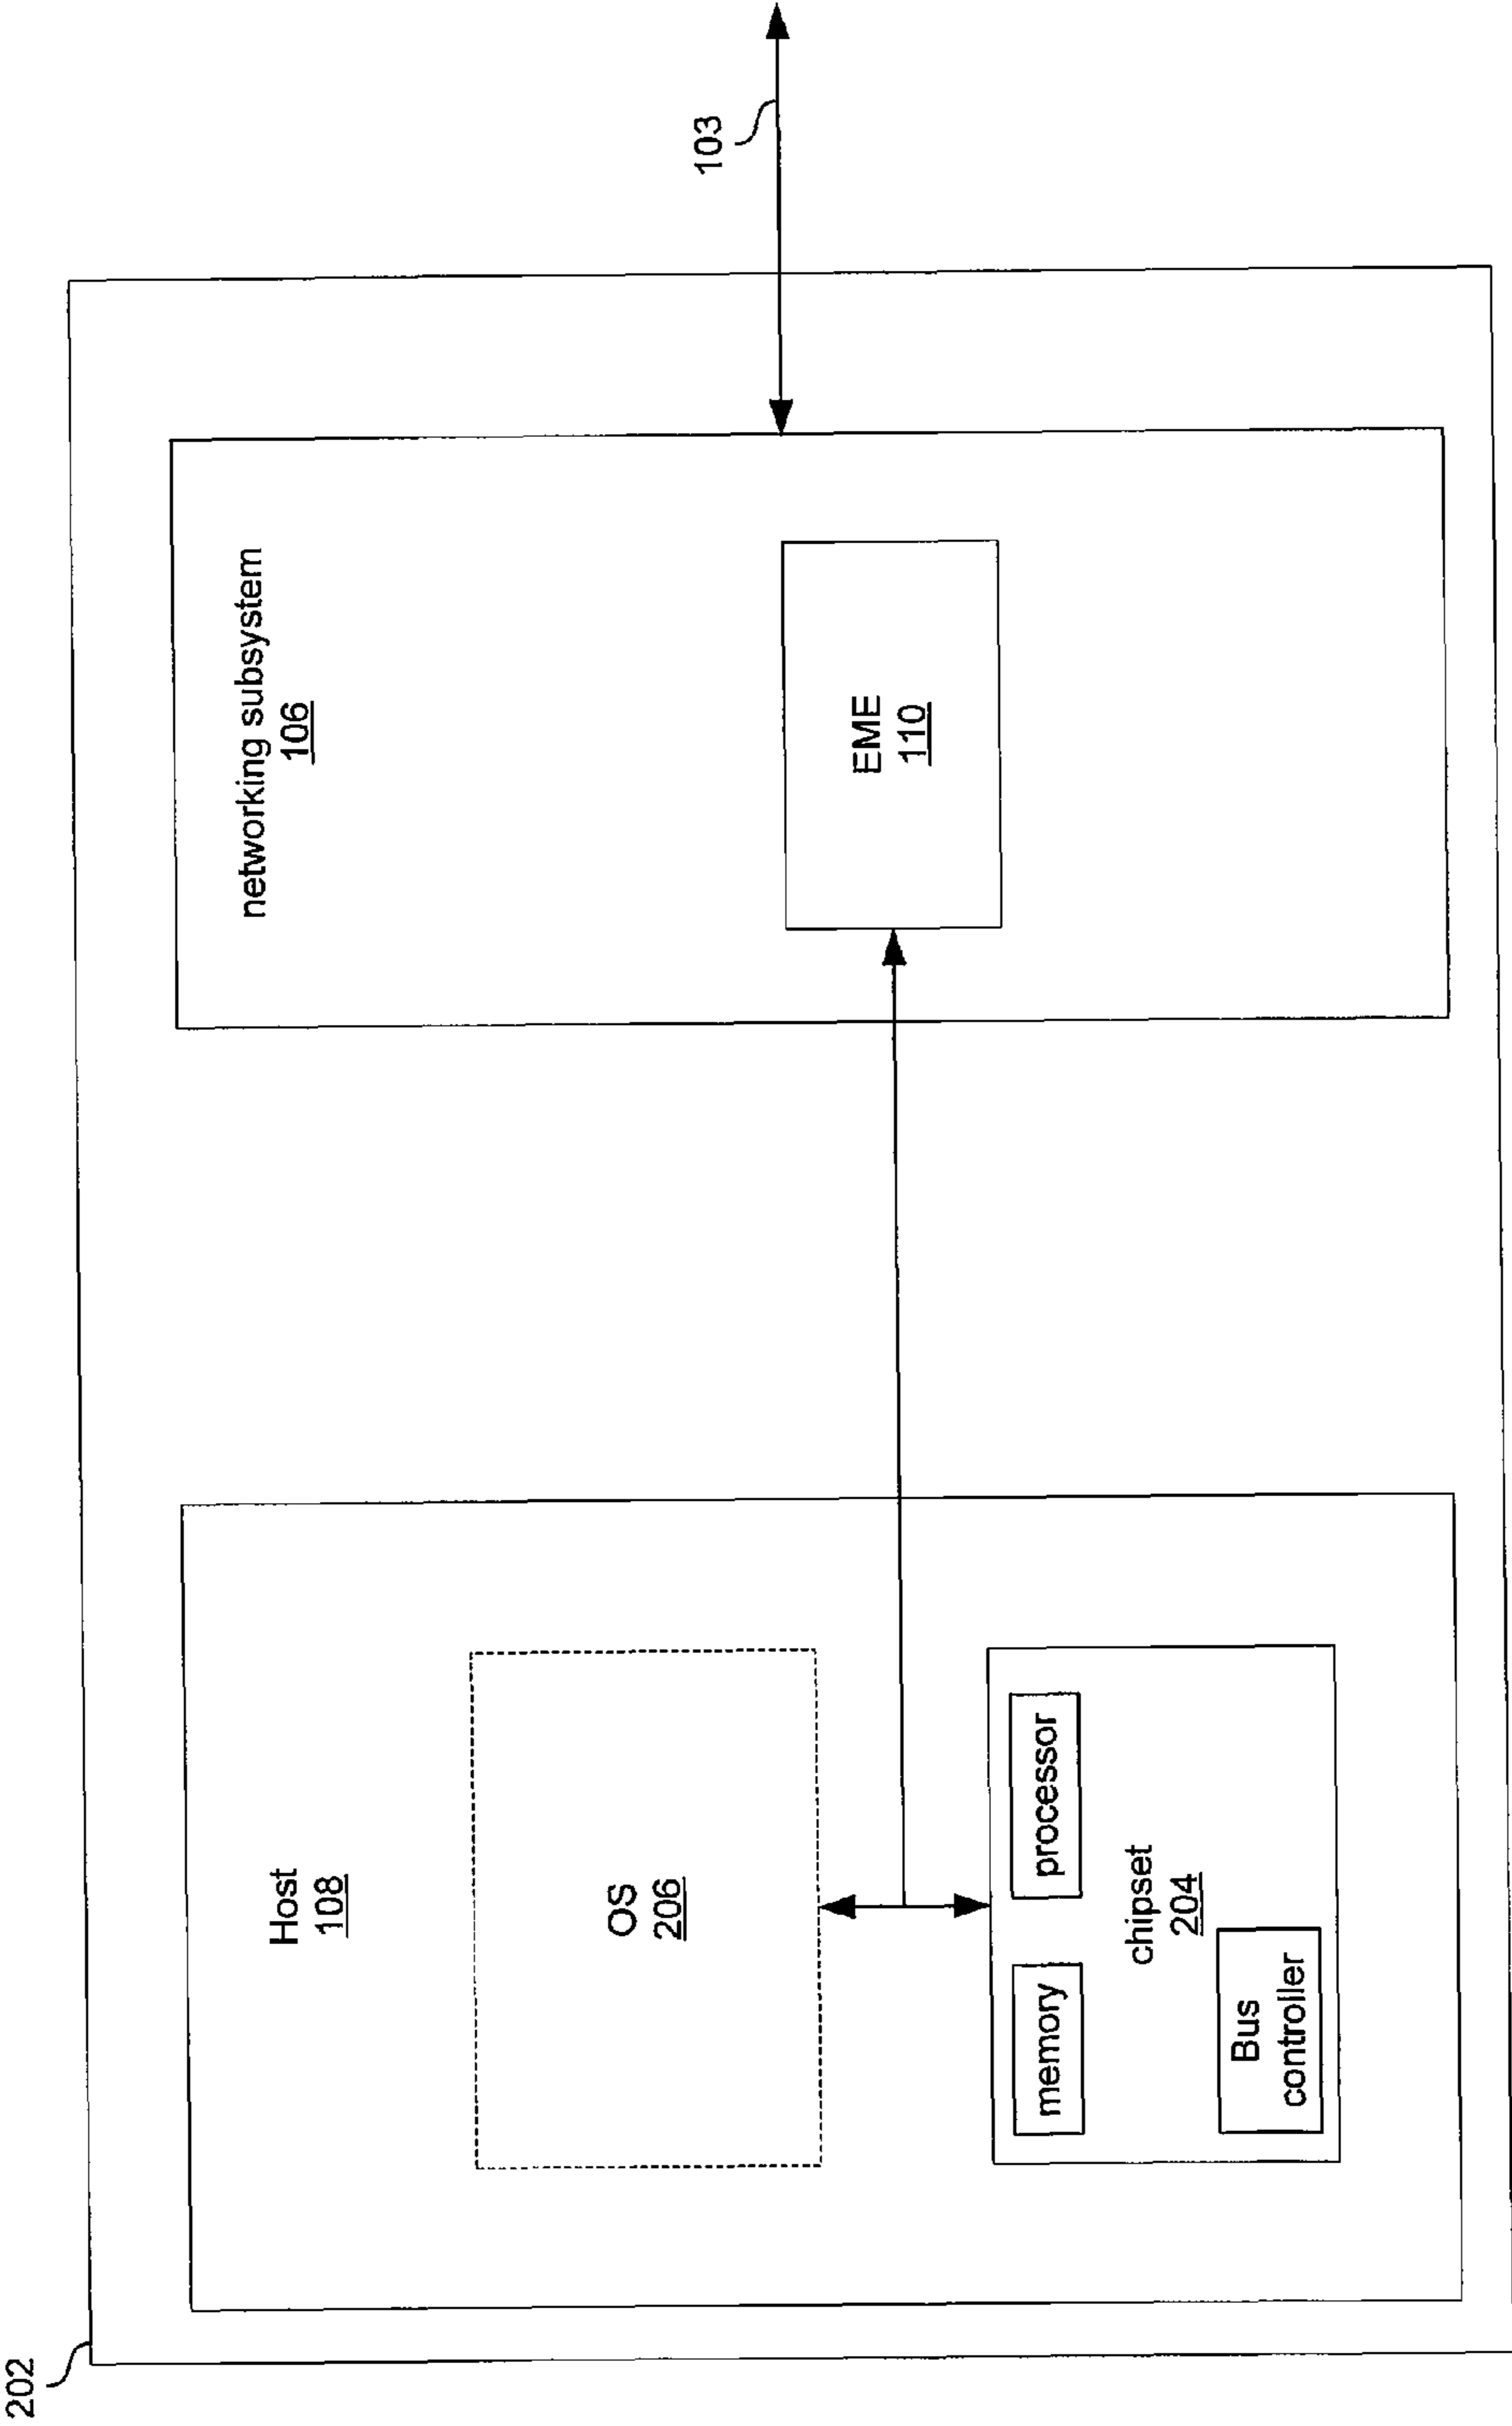 202
Host
108
OS
206
memory
processor
chipset
204
Bus
controller
networking subsystem
106
EME
110
103